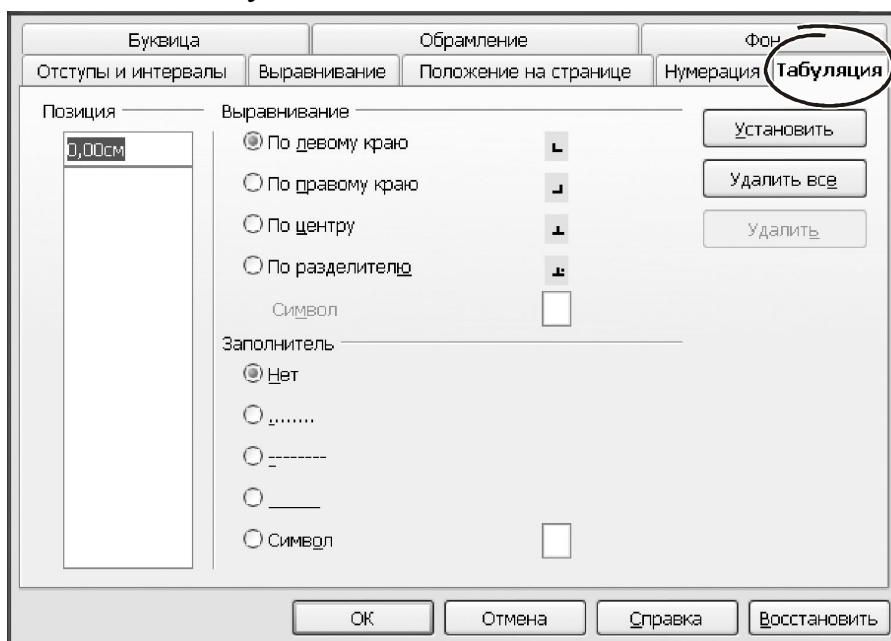 Буквица Обрамление Фон
Отступы и интервалы Выравнивание Положение на странице Нумерация Табуляция
Позиция Выравнивание
0,00см
По левому краю
По правому краю
По центру
По разделителю
Символ
Установить
Удалить все
Удалить
Заполнитель
Нет
........
--------
______
Символ
ОК Отмена Справка Восстановить